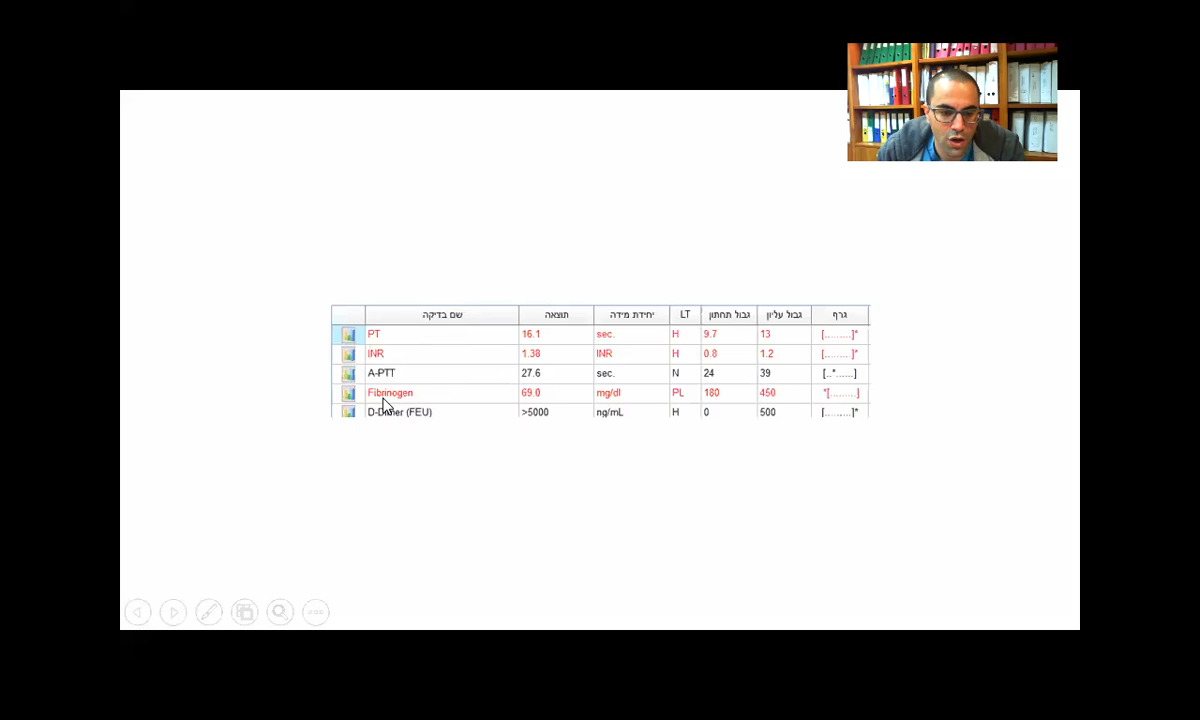 שם בדיקה תוצאה יחידת מידה LT גבול תחתון גבול עליון גרף
PT 16.1 sec. H 9.7 13 [.........]*
INR 1.38 INR H 0.8 1.2 [.........]*
A-PTT 27.6 sec. N 24 39 [..*......]
Fibrinogen 69.0 mg/dl PL 180 450 *[.........]
D-Dimer (FEU) >5000 ng/mL H 0 500 [.........]*